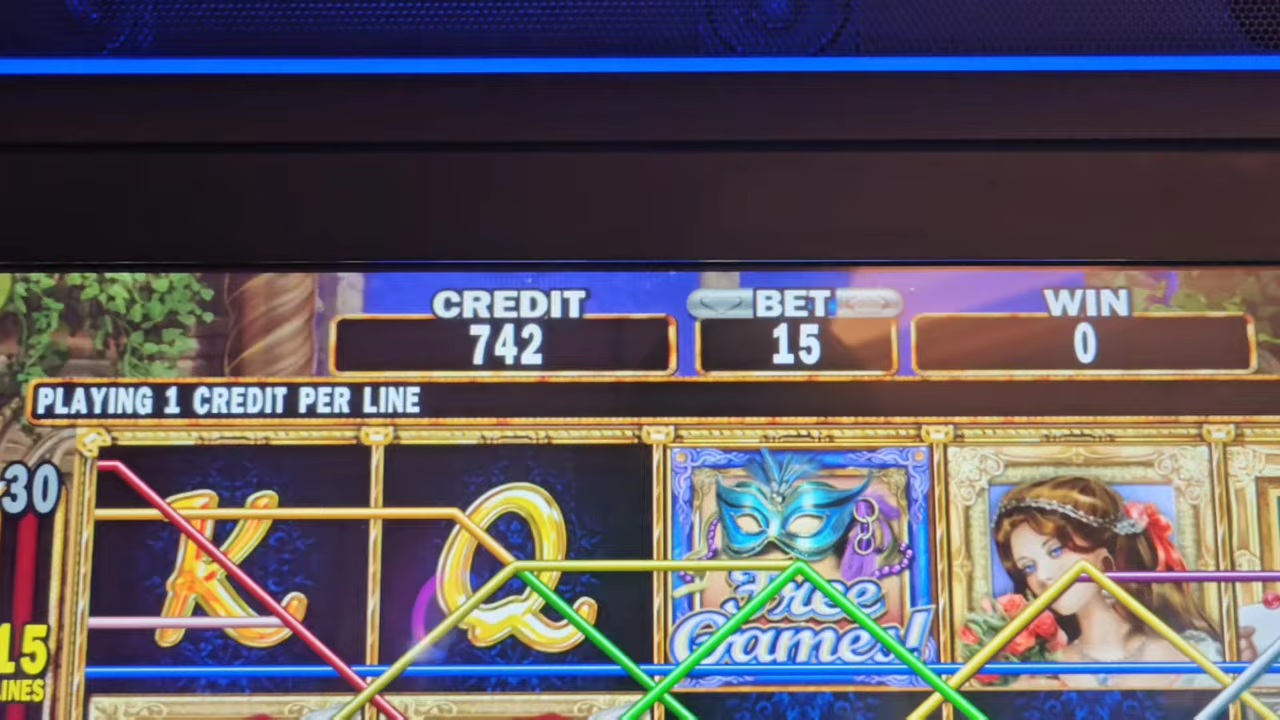 CREDIT BET WIN
742 15 0
PLAYING 1 CREDIT PER LINE
30
K Q Free
Games!
15
LINES